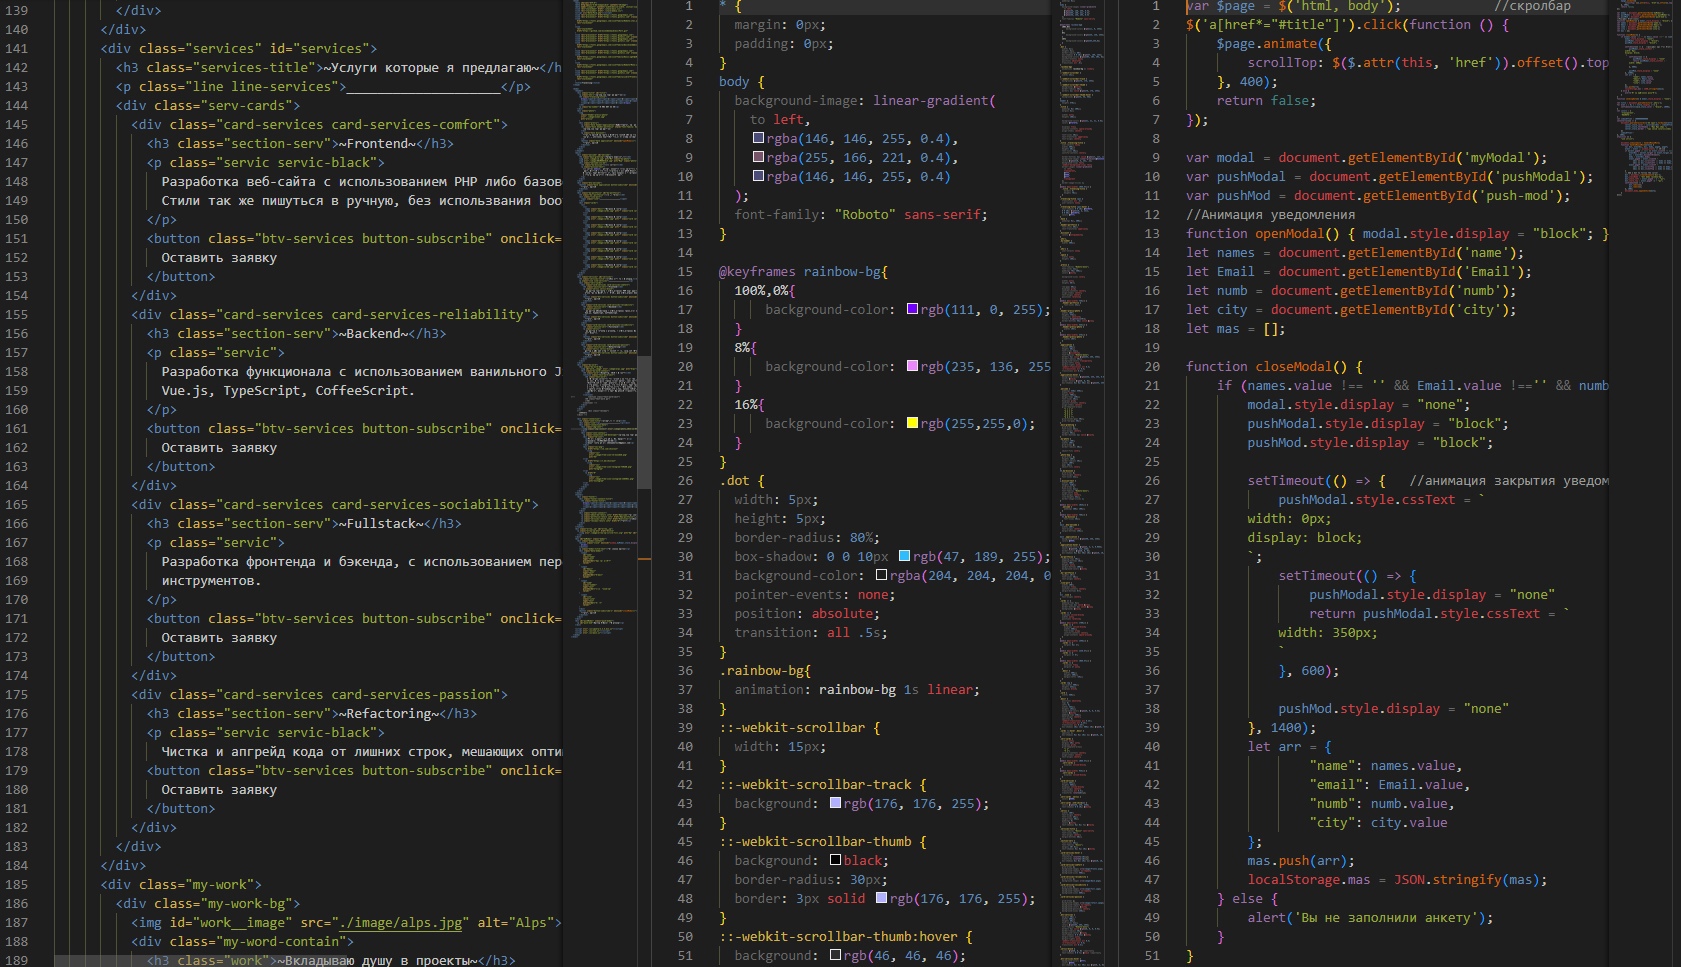 139 </div>
140 </div>
141 <div class="services" id="services">
142 <h3 class="services-title">~Услуги которые я предлагаю~</h
143 <p class="line line-services">____________________</p>
144 <div class="serv-cards">
145 <div class="card-services card-services-comfort">
146 <h3 class="section-serv">~Frontend~</h3>
147 <p class="servic servic-black">
148 Разработка веб-сайта с использованием PHP либо базов
149 Стили так же пишуться в ручную, без использвания boo
150 </p>
151 <button class="btv-services button-subscribe" onclick=
152 Оставить заявку
153 </button>
154 </div>
155 <div class="card-services card-services-reliability">
156 <h3 class="section-serv">~Backend~</h3>
157 <p class="servic">
158 Разработка функционала с использованием ванильного J
159 Vue.js, TypeScript, CoffeeScript.
160 </p>
161 <button class="btv-services button-subscribe" onclick=
162 Оставить заявку
163 </button>
164 </div>
165 <div class="card-services card-services-sociability">
166 <h3 class="section-serv">~Fullstack~</h3>
167 <p class="servic">
168 Разработка фронтенда и бэкенда, с использованием пер
169 инструментов.
170 </p>
171 <button class="btv-services button-subscribe" onclick=
172 Оставить заявку
173 </button>
174 </div>
175 <div class="card-services card-services-passion">
176 <h3 class="section-serv">~Refactoring~</h3>
177 <p class="servic servic-black">
178 Чистка и апгрейд кода от лишних строк, мешающих опти
179 <button class="btv-services button-subscribe" onclick=
180 Оставить заявку
181 </button>
182 </div>
183 </div>
184 </div>
185 <div class="my-work">
186 <div class="my-work-bg">
187 <img id="work__image" src="./image/alps.jpg" alt="Alps">
188 <div class="my-word-contain">
189 <h3 class="work">~Вкладываю душу в проекты~</h3>
1 * {
2 margin: 0px;
3 padding: 0px;
4 }
5 body {
6 background-image: linear-gradient(
7 to left,
8 rgba(146, 146, 255, 0.4),
9 rgba(255, 166, 221, 0.4),
10 rgba(146, 146, 255, 0.4)
11 );
12 font-family: "Roboto" sans-serif;
13 }
14
15 @keyframes rainbow-bg{
16 100%,0%{
17 background-color: rgb(111, 0, 255);
18 }
19 8%{
20 background-color: rgb(235, 136, 255
21 }
22 16%{
23 background-color: rgb(255,255,0);
24 }
25 }
26 .dot {
27 width: 5px;
28 height: 5px;
29 border-radius: 80%;
30 box-shadow: 0 0 10px rgb(47, 189, 255);
31 background-color: rgba(204, 204, 204, 0
32 pointer-events: none;
33 position: absolute;
34 transition: all .5s;
35 }
36 .rainbow-bg{
37 animation: rainbow-bg 1s linear;
38 }
39 ::-webkit-scrollbar {
40 width: 15px;
41 }
42 ::-webkit-scrollbar-track {
43 background: rgb(176, 176, 255);
44 }
45 ::-webkit-scrollbar-thumb {
46 background: black;
47 border-radius: 30px;
48 border: 3px solid rgb(176, 176, 255);
49 }
50 ::-webkit-scrollbar-thumb:hover {
51 background: rgb(46, 46, 46);
1 var $page = $('html, body'); //скролбар
2 $('a[href*="#title"]').click(function () {
3 $page.animate({
4 scrollTop: $($.attr(this, 'href')).offset().top
5 }, 400);
6 return false;
7 });
8
9 var modal = document.getElementById('myModal');
10 var pushModal = document.getElementById('pushModal');
11 var pushMod = document.getElementById('push-mod');
12 //Анимация уведомления
13 function openModal() { modal.style.display = "block"; }
14 let names = document.getElementById('name');
15 let Email = document.getElementById('Email');
16 let numb = document.getElementById('numb');
17 let city = document.getElementById('city');
18 let mas = [];
19
20 function closeModal() {
21 if (names.value !== '' && Email.value !=='' && numb
22 modal.style.display = "none";
23 pushModal.style.display = "block";
24 pushMod.style.display = "block";
25
26 setTimeout(() => { //анимация закрытия уведом
27 pushModal.style.cssText = `
28 width: 0px;
29 display: block;
30 `;
31 setTimeout(() => {
32 pushModal.style.display = "none"
33 return pushModal.style.cssText = `
34 width: 350px;
35 `
36 }, 600);
37
38 pushMod.style.display = "none"
39 }, 1400);
40 let arr = {
41 "name": names.value,
42 "email": Email.value,
43 "numb": numb.value,
44 "city": city.value
45 };
46 mas.push(arr);
47 localStorage.mas = JSON.stringify(mas);
48 } else {
49 alert('Вы не заполнили анкету');
50 }
51 }